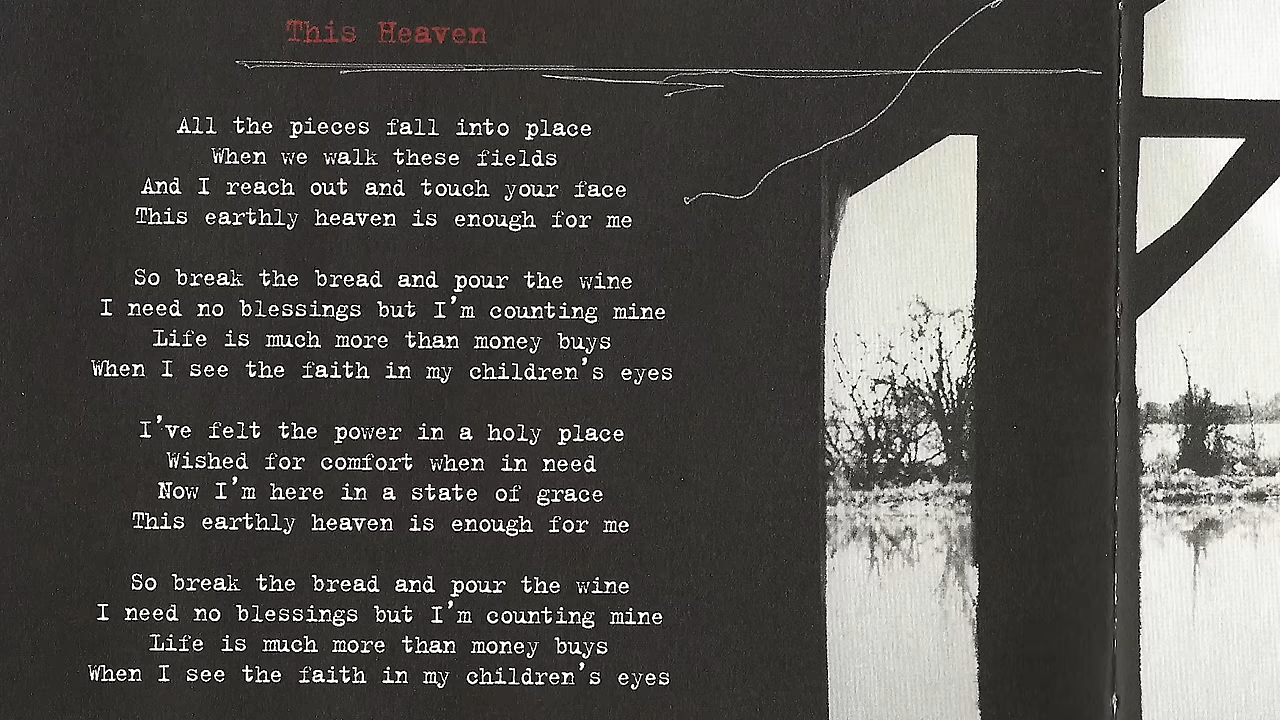 This Heaven
All the pieces fall into place
When we walk these fields
And I reach out and touch your face
This earthly heaven is enough for me
So break the bread and pour the wine
I need no blessings but I'm counting mine
Life is much more than money buys
When I see the faith in my children's eyes
I've felt the power in a holy place
Wished for comfort when in need
Now I'm here in a state of grace
This earthly heaven is enough for me
So break the bread and pour the wine
I need no blessings but I'm counting mine
Life is much more than money buys
When I see the faith in my children's eyes